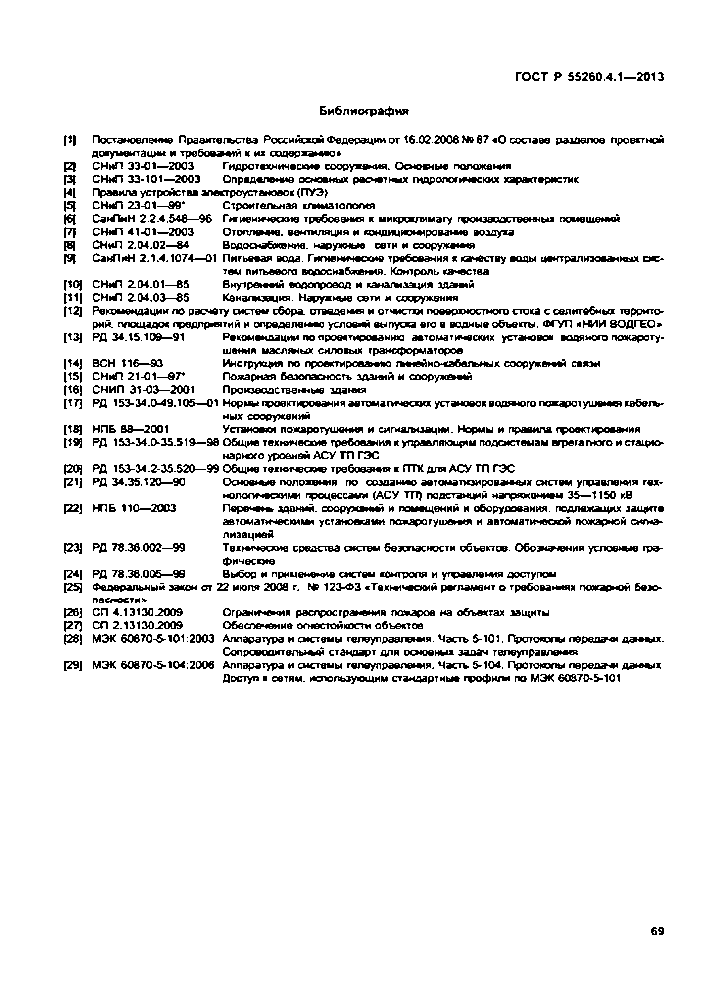 ГОСТ Р 55260.4.1—2013
Библиография
[1] Постановление Правительства Российской Федерации от 16.02.2008 № 87 «О составе разделов проектной
документации и требований к их содержанию»
[2] СНиП 33-01—2003 Гидротехнические сооружения. Основные положения
[3] СНиП 33-101—2003 Определение основных расчетных гидрологических характеристик
[4] Правила устройства электроустановок (ПУЭ)
[5] СНиП 23-01—99* Строительная климатология
[6] СанПиН 2.2.4.548—96 Гигиенические требования к микроклимату производственных помещений
[7] СНиП 41-01—2003 Отопление, вентиляция и кондиционирование воздуха
[8] СНиП 2.04.02—84 Водоснабжение, наружные сети и сооружения
[9] СанПиН 2.1.4.1074—01 Питьевая вода. Гигиенические требования к качеству воды централизованных сис-
тем питьевого водоснабжения. Контроль качества
[10] СНиП 2.04.01—85 Внутренний водопровод и канализация зданий
[11] СНиП 2.04.03—85 Канализация. Наружные сети и сооружения
[12] Рекомендации по расчету систем сбора, отведения и отчистки поверхностного стока с селитебных террито-
рий, площадок предприятий и определению условий выпуска его в водные объекты. ФГУП «НИИ ВОДГЕО»
[13] РД 34.15.109—91 Рекомендации по проектированию автоматических установок водяного пожароту-
шения масляных силовых трансформаторов
[14] ВСН 116—93 Инструкция по проектированию линейно-кабельных сооружений связи
[15] СНиП 21-01—97* Пожарная безопасность зданий и сооружений
[16] СНИП 31-03—2001 Производственные здания
[17] РД 153-34.0-49.105—01 Нормы проектирования автоматических установок водяного пожаротушения кабель-
ных сооружений
[18] НПБ 88—2001 Установки пожаротушения и сигнализации. Нормы и правила проектирования
[19] РД 153-34.0-35.519—98 Общие технические требования к управляющим подсистемам агрегатного и стацио-
нарного уровней АСУ ТП ГЭС
[20] РД 153-34.2-35.520—99 Общие технические требования к ПТК для АСУ ТП ГЭС
[21] РД 34.35.120—90 Основные положения по созданию автоматизированных систем управления тех-
нологическими процессами (АСУ ТП) подстанций напряжением 35—1150 кВ
[22] НПБ 110—2003 Перечень зданий, сооружений и помещений и оборудования, подлежащих защите
автоматическими установками пожаротушения и автоматической пожарной сигна-
лизацией
[23] РД 78.36.002—99 Технические средства систем безопасности объектов. Обозначения условные гра-
фические
[24] РД 78.36.005—99 Выбор и применение систем контроля и управления доступом
[25] Федеральный закон от 22 июля 2008 г. № 123-ФЗ «Технический регламент о требованиях пожарной безо-
пасности»
[26] СП 4.13130.2009 Ограничения распространения пожаров на объектах защиты
[27] СП 2.13130.2009 Обеспечение огнестойкости объектов
[28] МЭК 60870-5-101:2003 Аппаратура и системы телеуправления. Часть 5-101. Протоколы передачи данных.
Сопроводительный стандарт для основных задач телеуправления
[29] МЭК 60870-5-104:2006 Аппаратура и системы телеуправления. Часть 5-104. Протоколы передачи данных.
Доступ к сетям, использующим стандартные профили по МЭК 60870-5-101
69